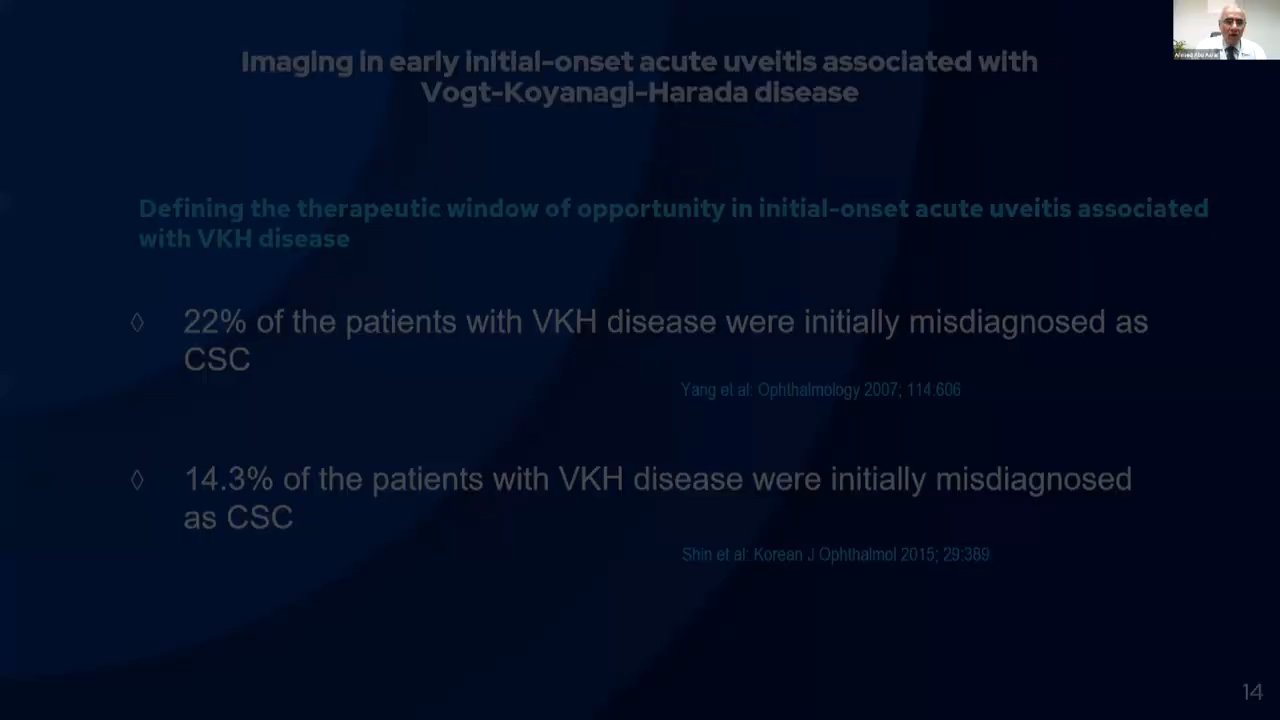 Imaging in early initial-onset acute uveitis associated with
Vogt-Koyanagi-Harada disease
Defining the therapeutic window of opportunity in initial-onset acute uveitis associated
with VKH disease
◊ 22% of the patients with VKH disease were initially misdiagnosed as
CSC
Yang et al: Ophthalmology 2007; 114.606
◊ 14.3% of the patients with VKH disease were initially misdiagnosed
as CSC
Shin et al: Korean J Ophthalmol 2015; 29:389
14